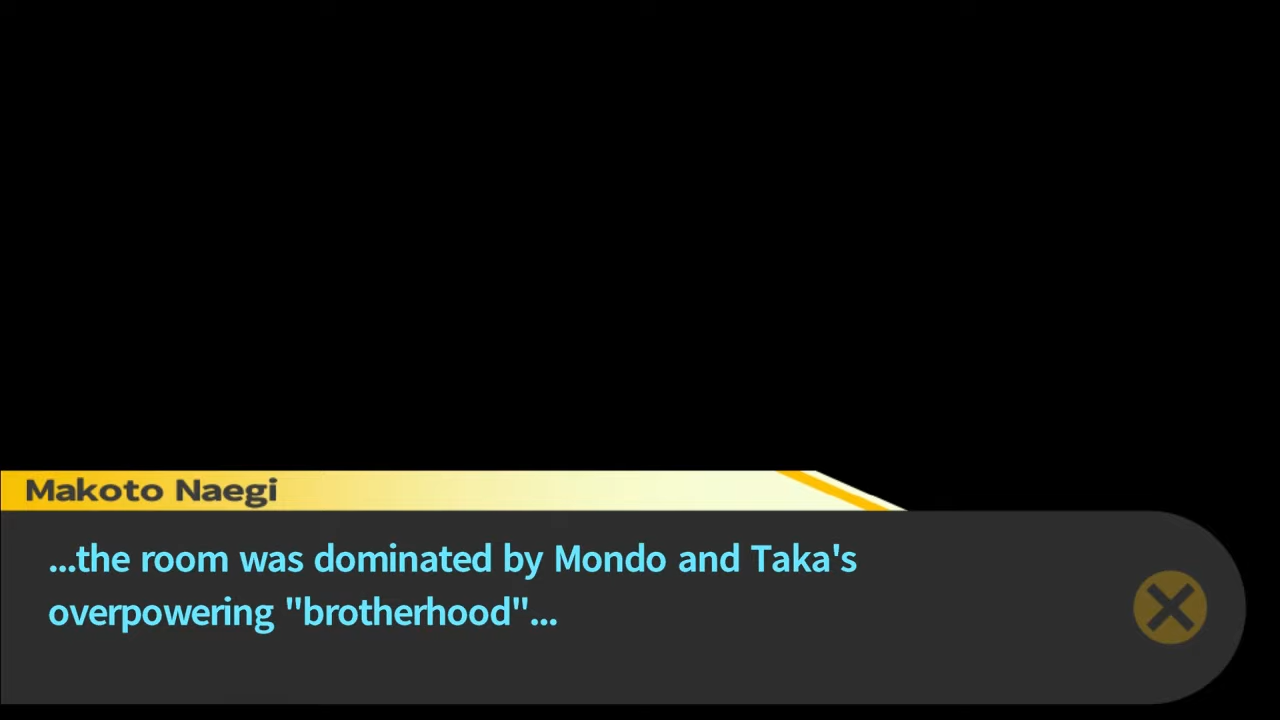 Makoto Naegi
...the room was dominated by Mondo and Taka's
overpowering "brotherhood"...